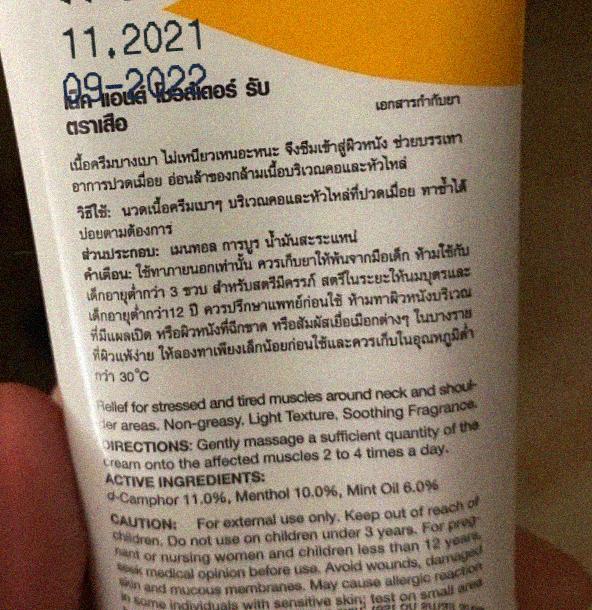 11.2021
09-2022
เน็ค แอนด์ โชว์เดอร์ รับ
เอกสารกำกับยา
ตราเสือ
เนื้อครีมบางเบา ไม่เหนียวเหนอะหนะ จึงซึมเข้าสู่ผิวหนัง ช่วยบรรเทา
อาการปวดเมื่อย อ่อนล้าของกล้ามเนื้อบริเวณคอและหัวไหล่
วิธีใช้: นวดเนื้อครีมเบาๆ บริเวณคอและหัวไหล่ที่ปวดเมื่อย ทาซ้ำได้
บ่อยตามต้องการ
ส่วนประกอบ: เมนทอล การบูร น้ำมันสะระแหน่
คำเตือน: ใช้ทาภายนอกเท่านั้น ควรเก็บยาให้พ้นจากมือเด็ก ห้ามใช้กับ
เด็กอายุต่ำกว่า 3 ขวบ สำหรับสตรีมีครรภ์ สตรีในระยะให้นมบุตรและ
เด็กอายุต่ำกว่า12 ปี ควรปรึกษาแพทย์ก่อนใช้ ห้ามทาผิวหนังบริเวณ
ที่มีแผลเปิด หรือผิวหนังที่ฉีกขาด หรือสัมผัสเยื่อเมือกต่างๆ ในบางราย
ที่ผิวแพ้ง่าย ให้ลองทาเพียงเล็กน้อยก่อนใช้และควรเก็บในอุณหภูมิต่ำ
กว่า 30°C
Relief for stressed and tired muscles around neck and shoul-
der areas. Non-greasy, Light Texture, Soothing Fragrance.
DIRECTIONS: Gently massage a sufficient quantity of the
cream onto the affected muscles 2 to 4 times a day.
ACTIVE INGREDIENTS:
d-Camphor 11.0%, Menthol 10.0%, Mint Oil 6.0%
CAUTION: For external use only. Keep out of reach of
children. Do not use on children under 3 years. For preg-
nant or nursing women and children less than 12 years,
seek medical opinion before use. Avoid wounds, damaged
skin and mucous membranes. May cause allergic reaction
in some individuals with sensitive skin; test on small area